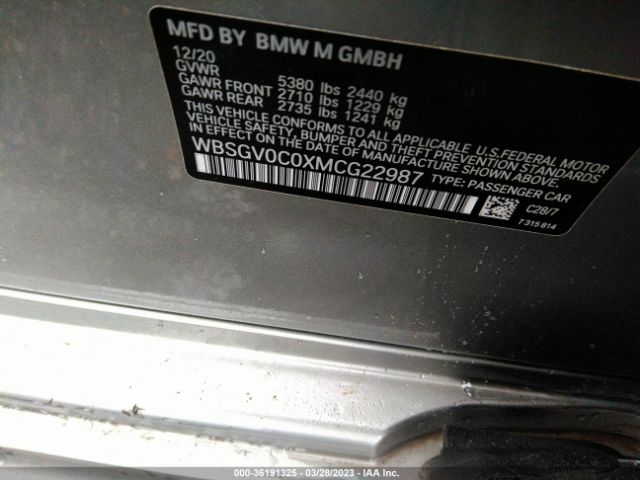 MFD BY BMW M GMBH
12/20
GVWR 5380 lbs 2440 kg
GAWR FRONT 2710 lbs 1229 kg
GAWR REAR 2735 lbs 1241 kg
THIS VEHICLE CONFORMS TO ALL APPLICABLE U.S. FEDERAL MOTOR
VEHICLE SAFETY, BUMPER AND THEFT PREVENTION STANDARDS IN
EFFECT ON THE DATE OF MANUFACTURE SHOWN ABOVE.
WBSGV0C0XMCG22987 TYPE: PASSENGER CAR
C28/7
7 315 814
000-36191325 | 03/28/2023 | IAA Inc.